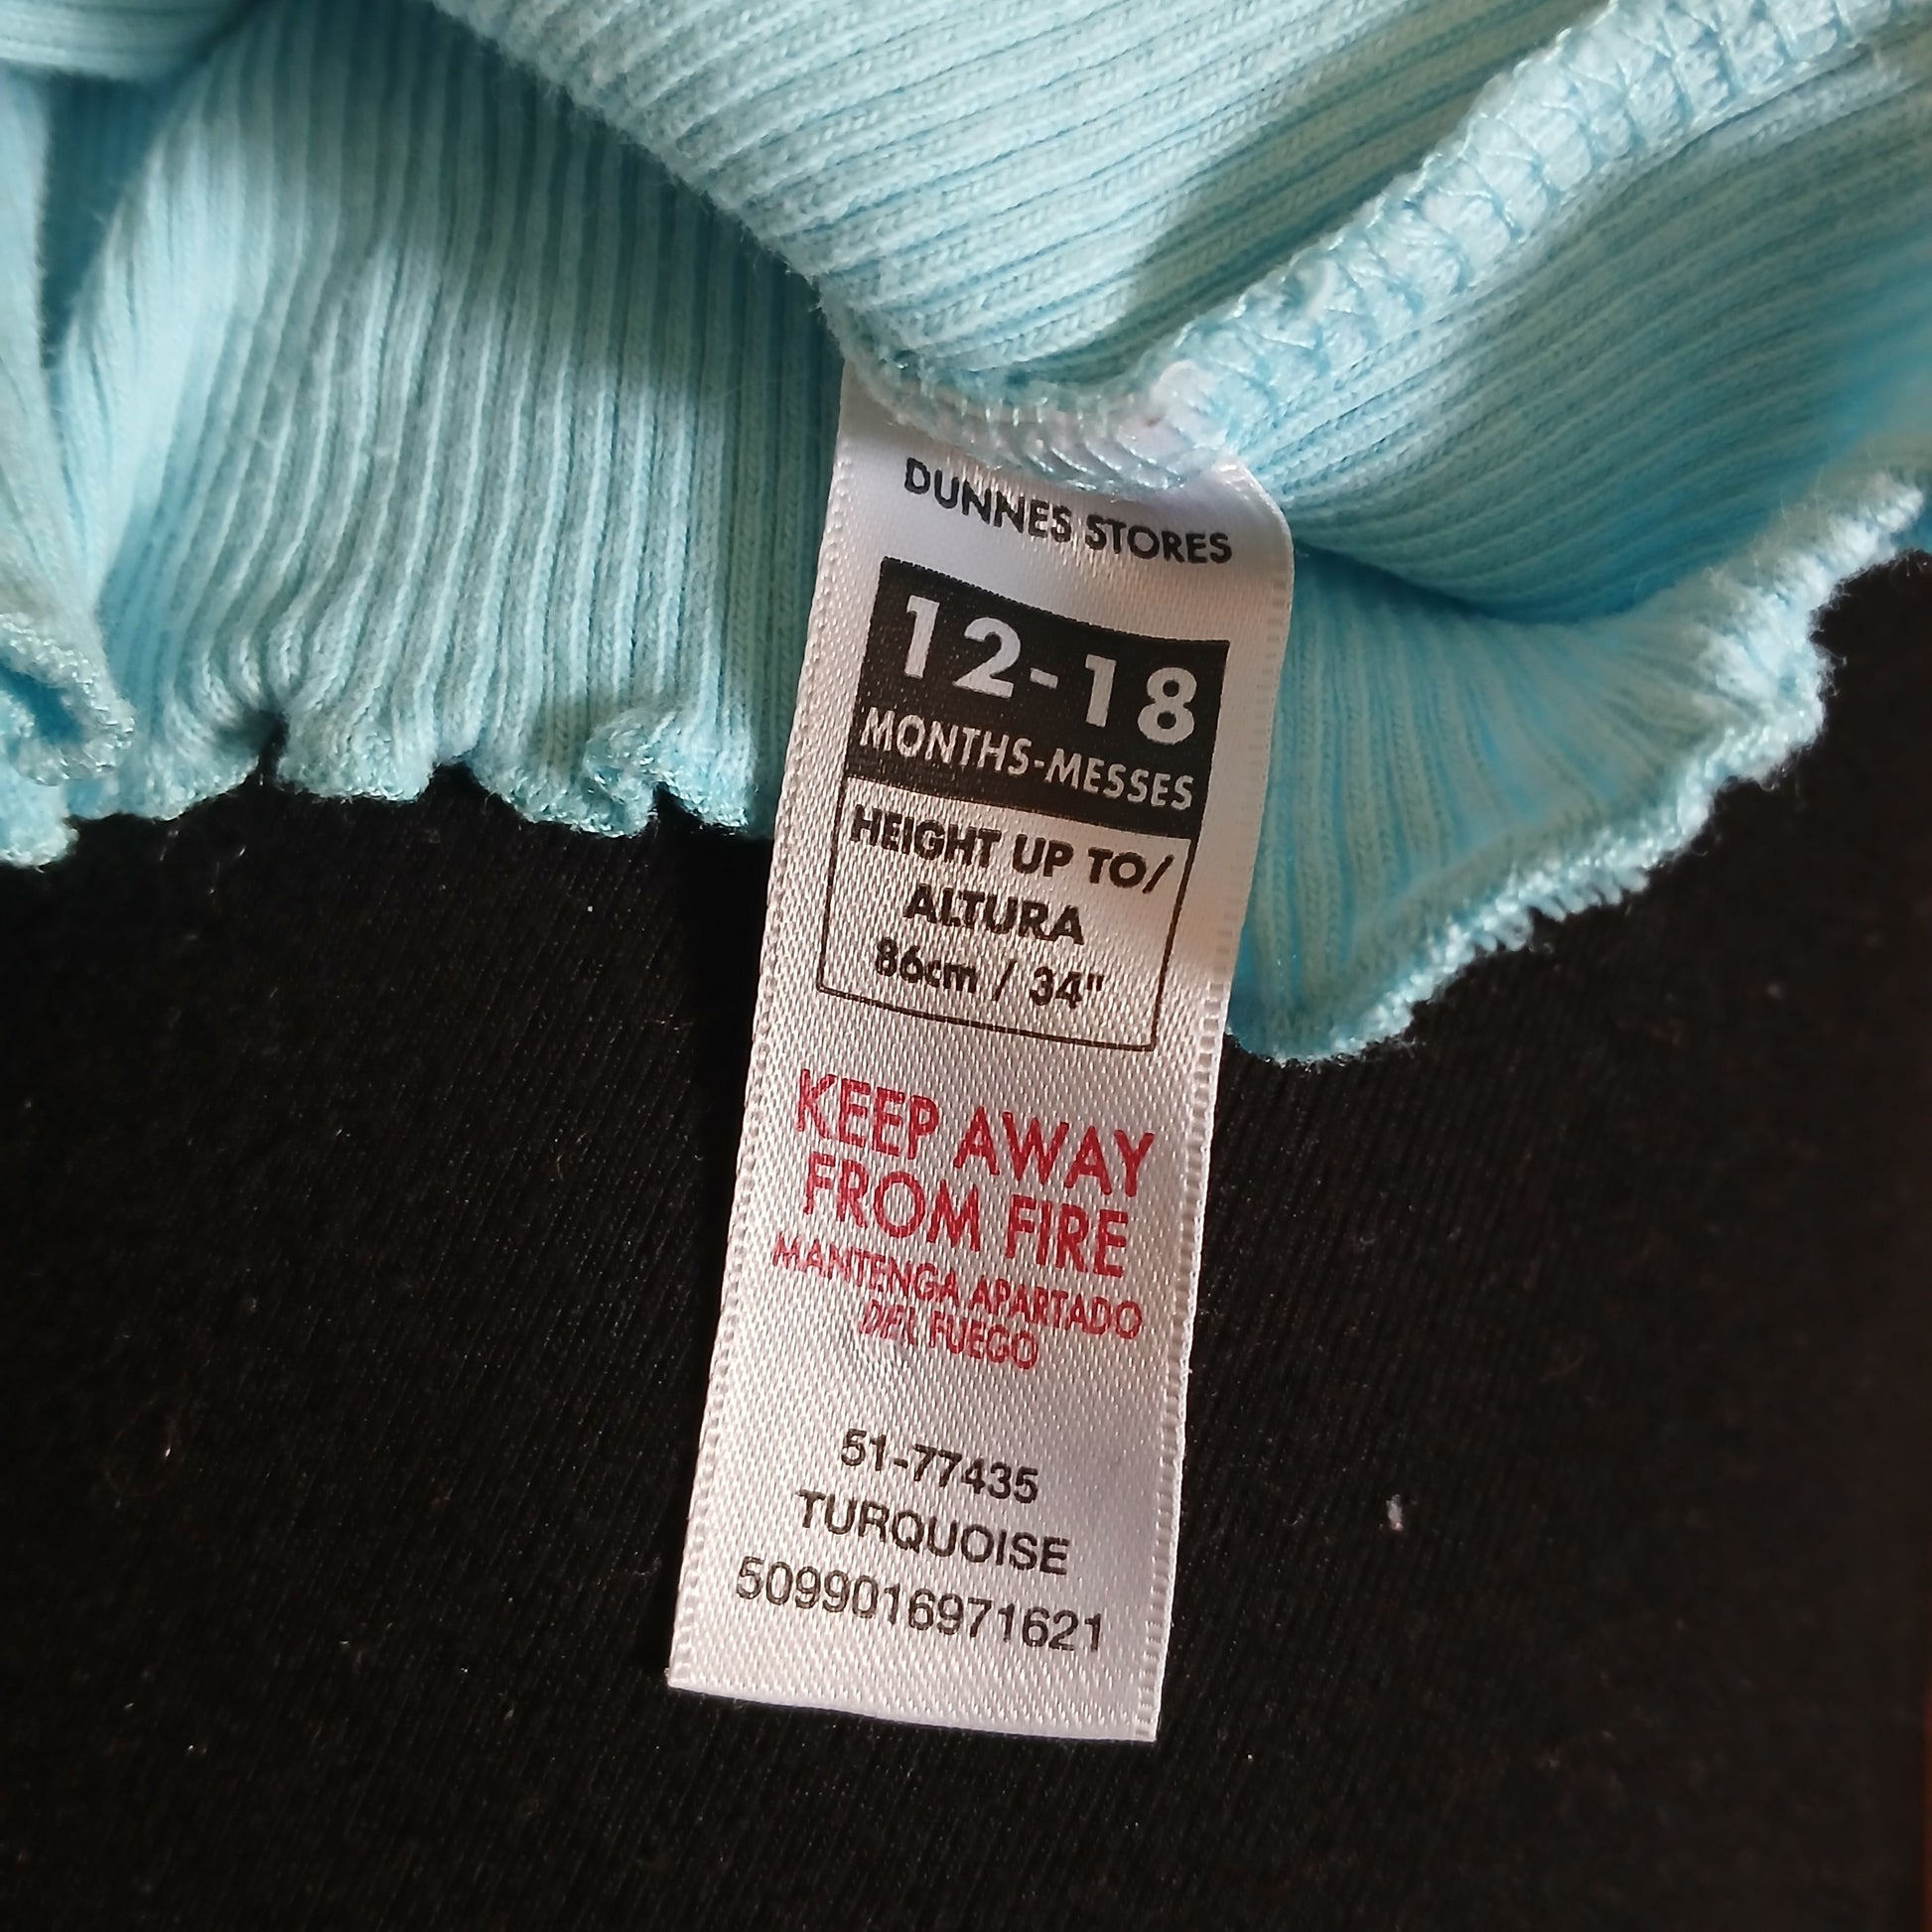 DUNNES STORES
12-18
MONTHS-MESSES
HEIGHT UP TO/
ALTURA
86cm / 34"
KEEP AWAY
FROM FIRE
MANTENGA APARTADO
DEL FUEGO
51-77435
TURQUOISE
5099016971621